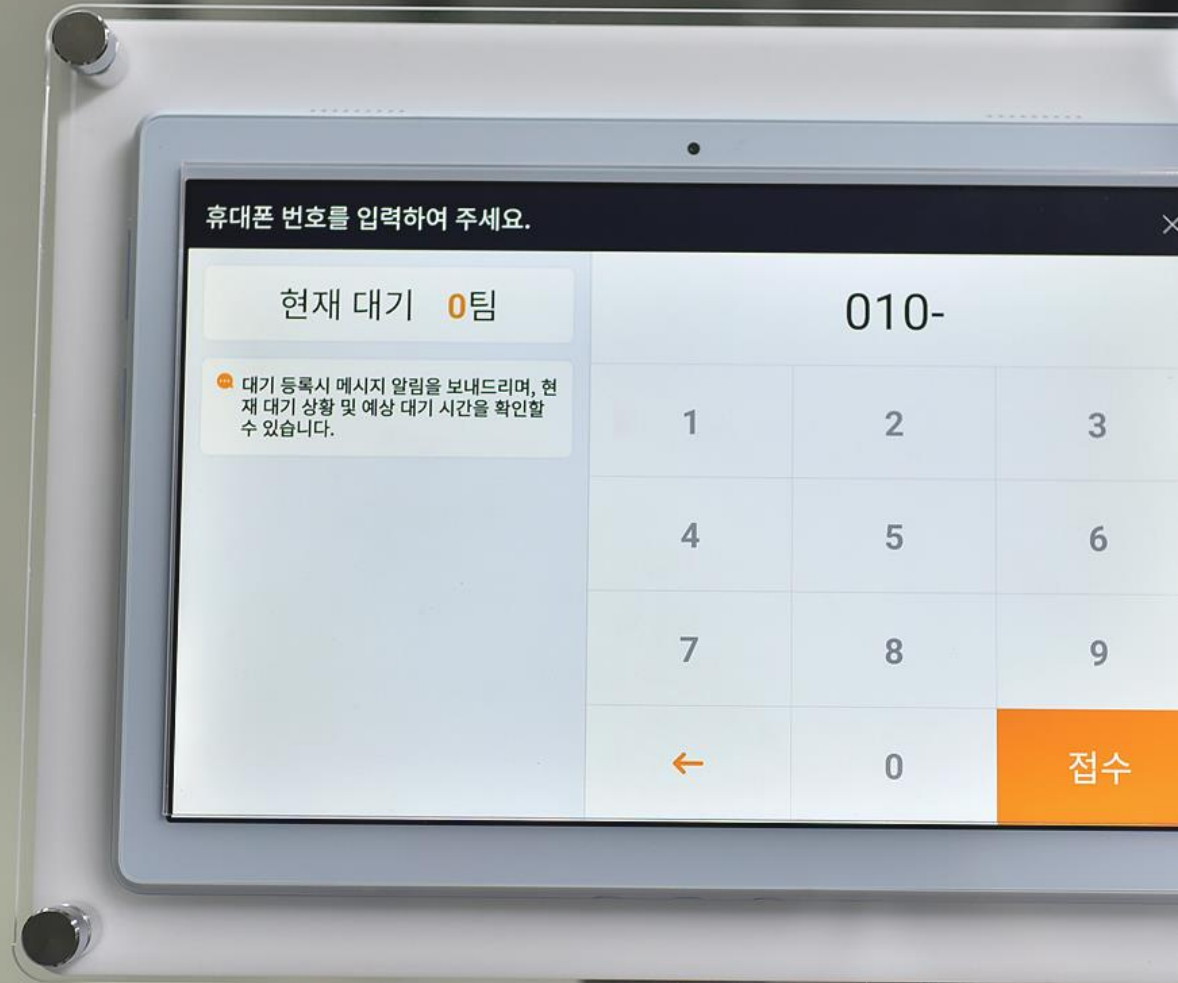 휴대폰 번호를 입력하여 주세요.
현재 대기 0팀
대기 등록시 메시지 알림을 보내드리며, 현
재 대기 상황 및 예상 대기 시간을 확인할
수 있습니다.
010-
1 2 3
4 5 6
7 8 9
← 0 접수